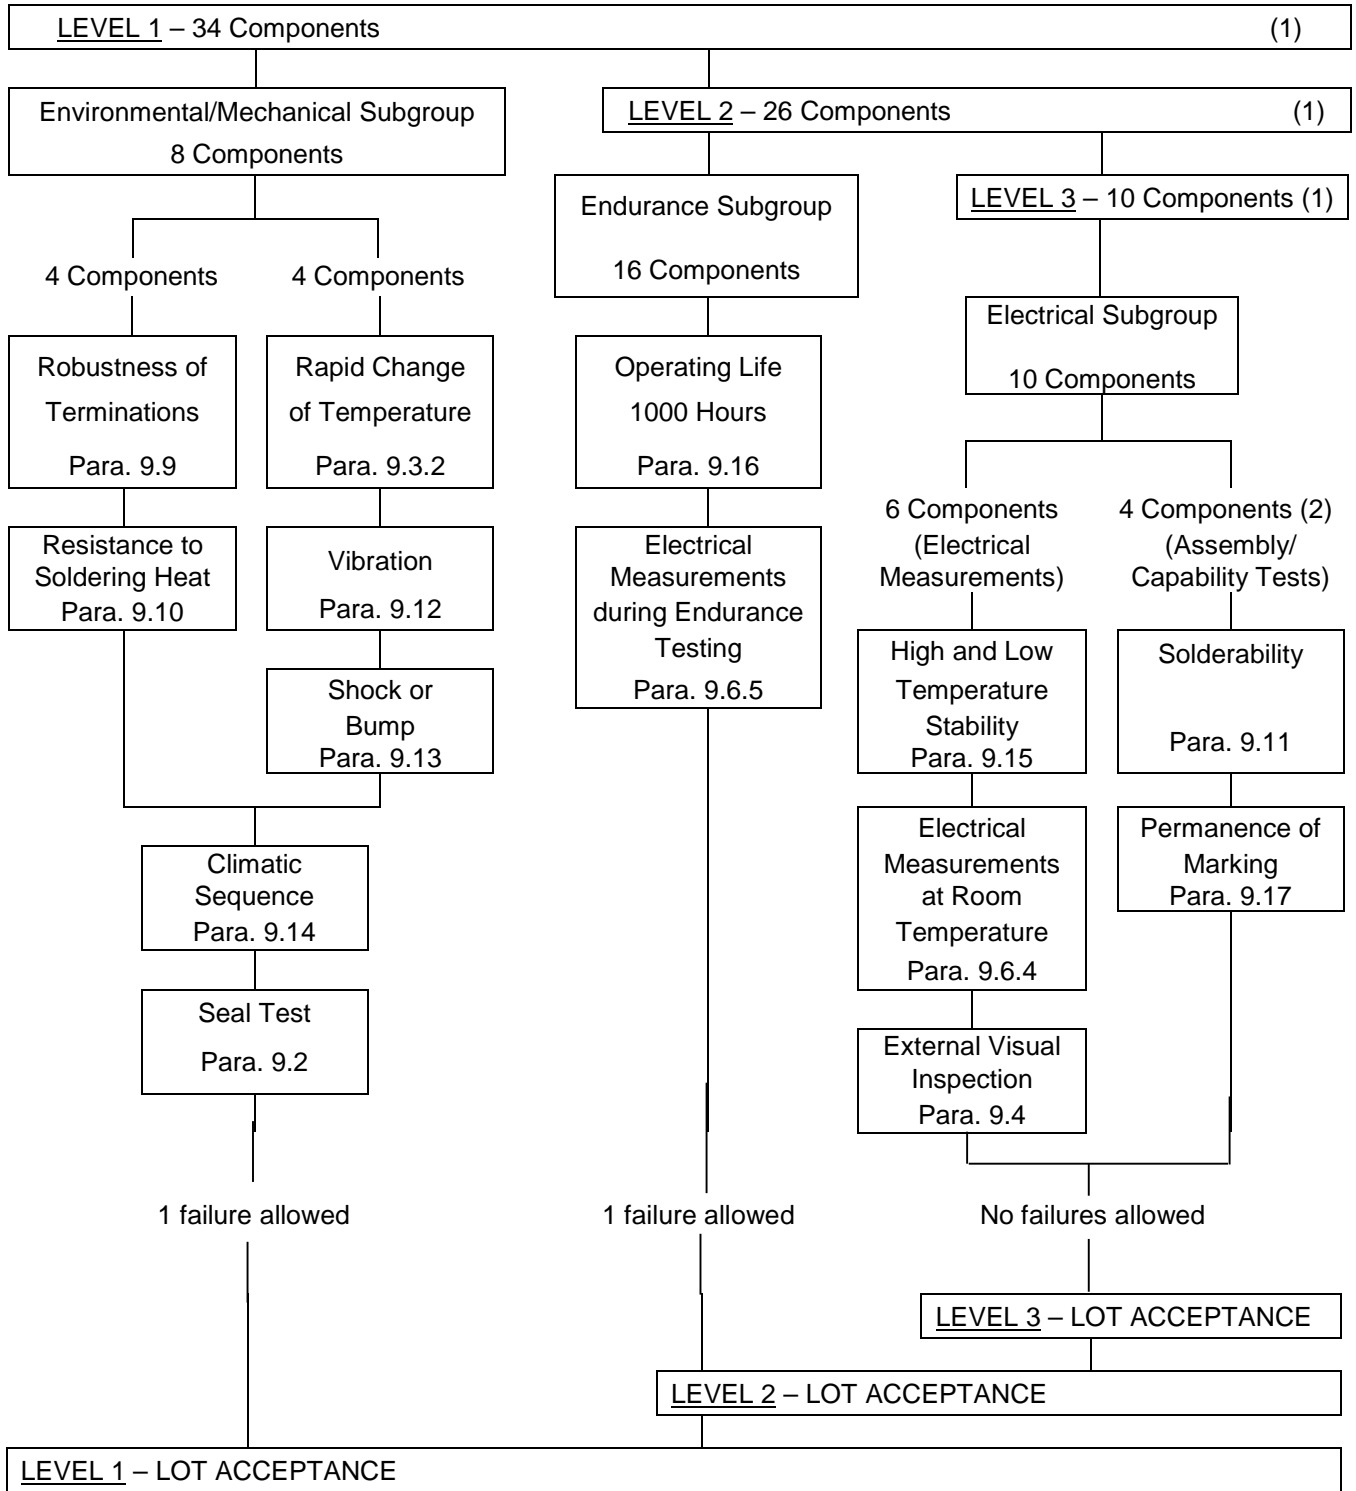 LEVEL 1 – 34 Components (1)
Environmental/Mechanical Subgroup
8 Components
LEVEL 2 – 26 Components (1)
Endurance Subgroup
16 Components
LEVEL 3 – 10 Components (1)
Electrical Subgroup
10 Components
4 Components
4 Components
Robustness of
Terminations
Para. 9.9
Rapid Change
of Temperature
Para. 9.3.2
Operating Life
1000 Hours
Para. 9.16
6 Components
(Electrical
Measurements)
4 Components (2)
(Assembly/
Capability Tests)
Resistance to
Soldering Heat
Para. 9.10
Vibration
Para. 9.12
Electrical
Measurements
during Endurance
Testing
Para. 9.6.5
High and Low
Temperature
Stability
Para. 9.15
Solderability
Para. 9.11
Shock or
Bump
Para. 9.13
Climatic
Sequence
Para. 9.14
Electrical
Measurements
at Room
Temperature
Para. 9.6.4
Permanence of
Marking
Para. 9.17
Seal Test
Para. 9.2
External Visual
Inspection
Para. 9.4
1 failure allowed
1 failure allowed
No failures allowed
LEVEL 3 – LOT ACCEPTANCE
LEVEL 2 – LOT ACCEPTANCE
LEVEL 1 – LOT ACCEPTANCE